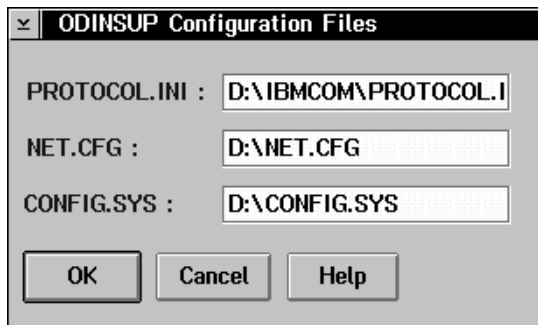 ODINSUP Configuration Files
PROTOCOL.INI : D:\IBMCOM\PROTOCOL.I
NET.CFG : D:\NET.CFG
CONFIG.SYS : D:\CONFIG.SYS
OK Cancel Help